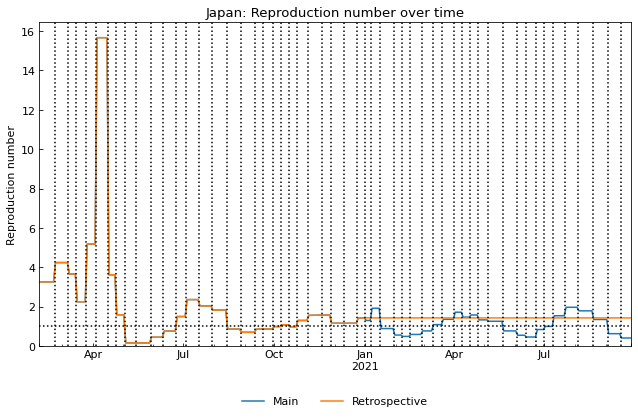 Japan: Reproduction number over time
Reproduction number
16
14
12
10
8
6
4
2
0
Apr
Jul
Oct
Jan
2021
Apr
Jul
Main
Retrospective